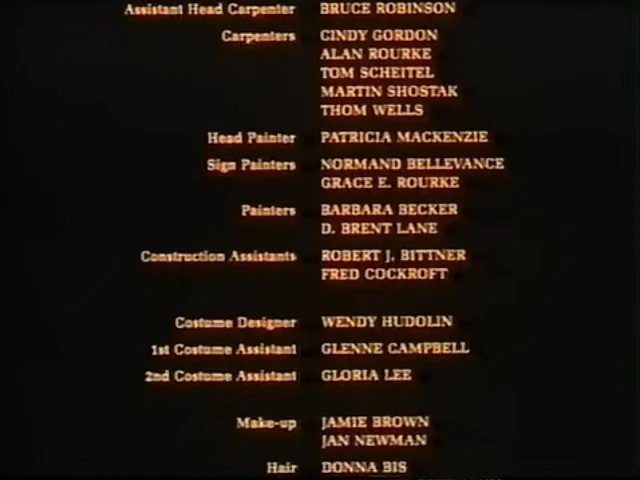 Assistant Head Carpenter BRUCE ROBINSON
Carpenters CINDY GORDON
ALAN ROURKE
TOM SCHEITEL
MARTIN SHOSTAK
THOM WELLS
Head Painter PATRICIA MACKENZIE
Sign Painters NORMAND BELLEVANCE
GRACE E. ROURKE
Painters BARBARA BECKER
D. BRENT LANE
Construction Assistants ROBERT J. BITTNER
FRED COCKROFT
Costume Designer WENDY HUDOLIN
1st Costume Assistant GLENNE CAMPBELL
2nd Costume Assistant GLORIA LEE
Make-up JAMIE BROWN
JAN NEWMAN
Hair DONNA BIS